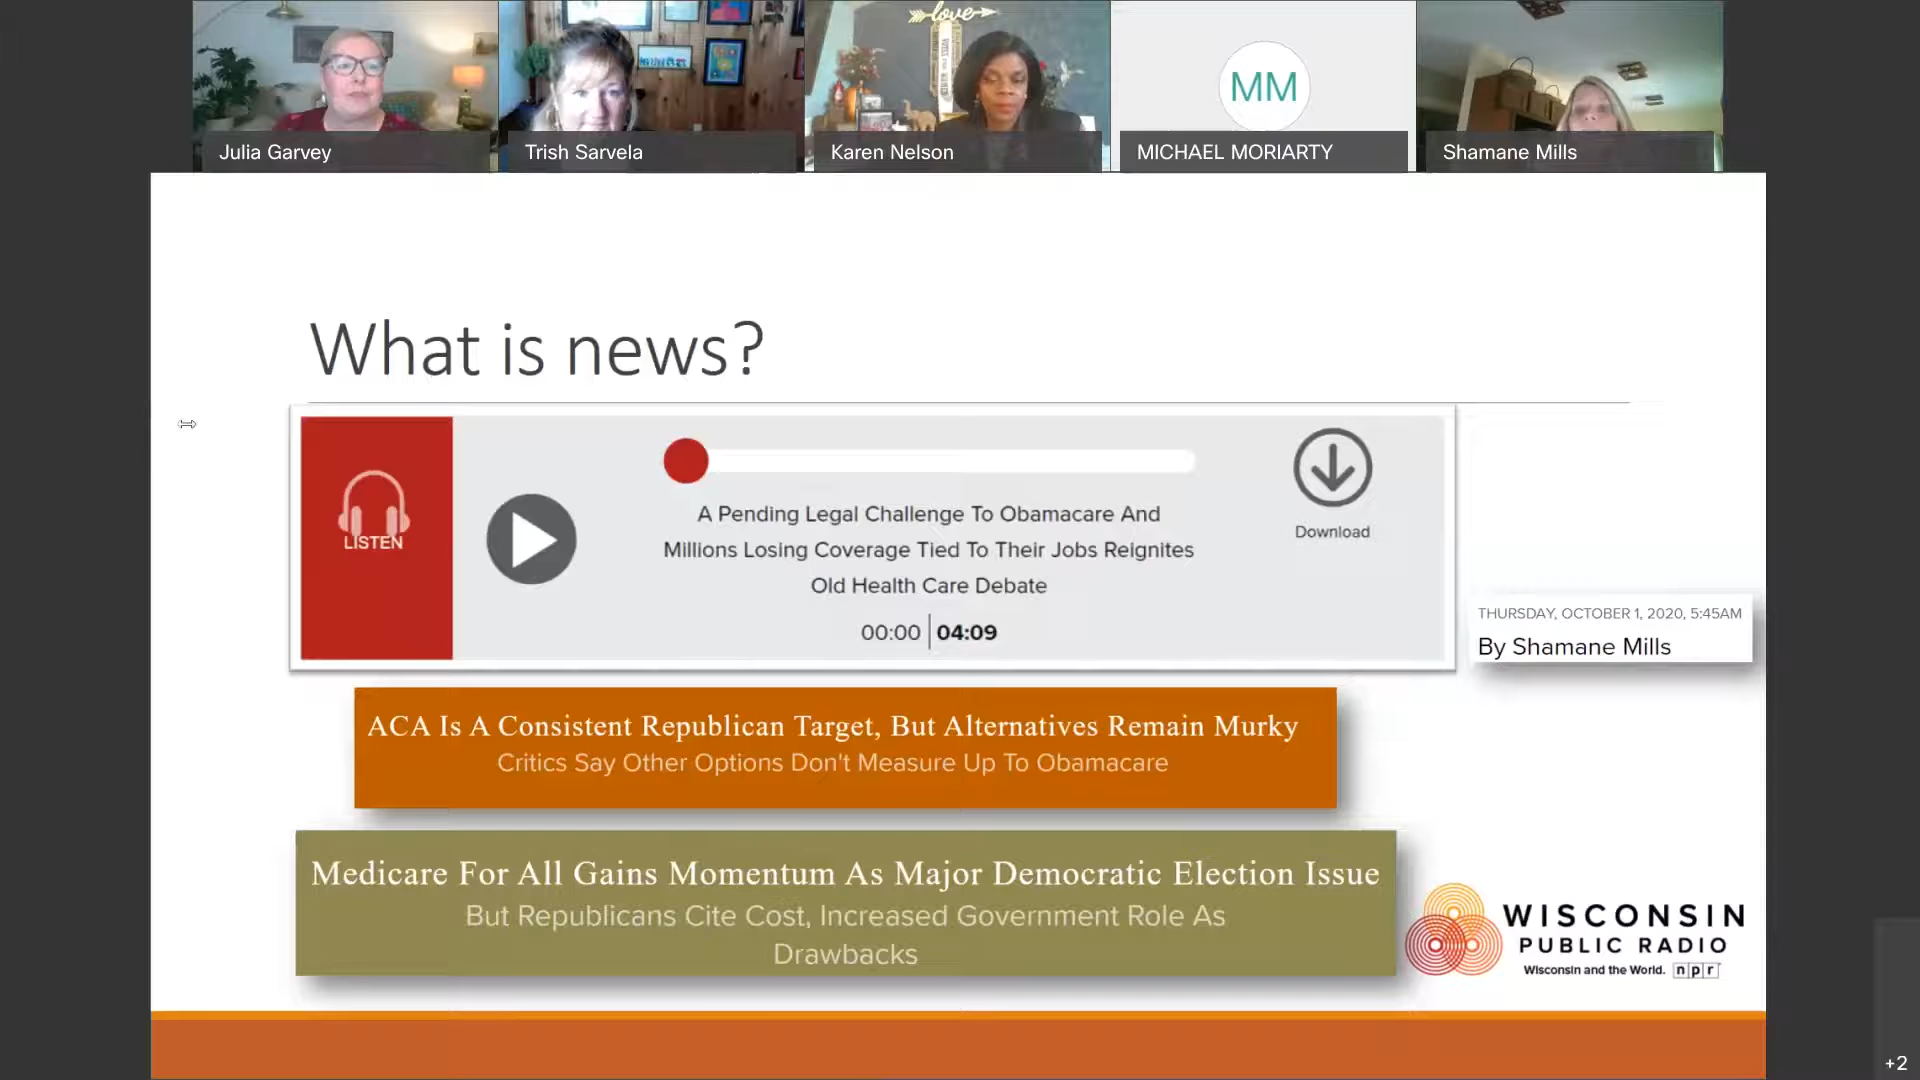 love
Julia Garvey
Trish Sarvela
Karen Nelson
MM
MICHAEL MORIARTY
Shamane Mills
What is news?
LISTEN
A Pending Legal Challenge To Obamacare And
Millions Losing Coverage Tied To Their Jobs Reignites
Old Health Care Debate
00:00 | 04:09
Download
THURSDAY, OCTOBER 1, 2020, 5:45AM
By Shamane Mills
ACA Is A Consistent Republican Target, But Alternatives Remain Murky
Critics Say Other Options Don't Measure Up To Obamacare
Medicare For All Gains Momentum As Major Democratic Election Issue
But Republicans Cite Cost, Increased Government Role As
Drawbacks
WISCONSIN
PUBLIC RADIO
Wisconsin and the World. npr
+2